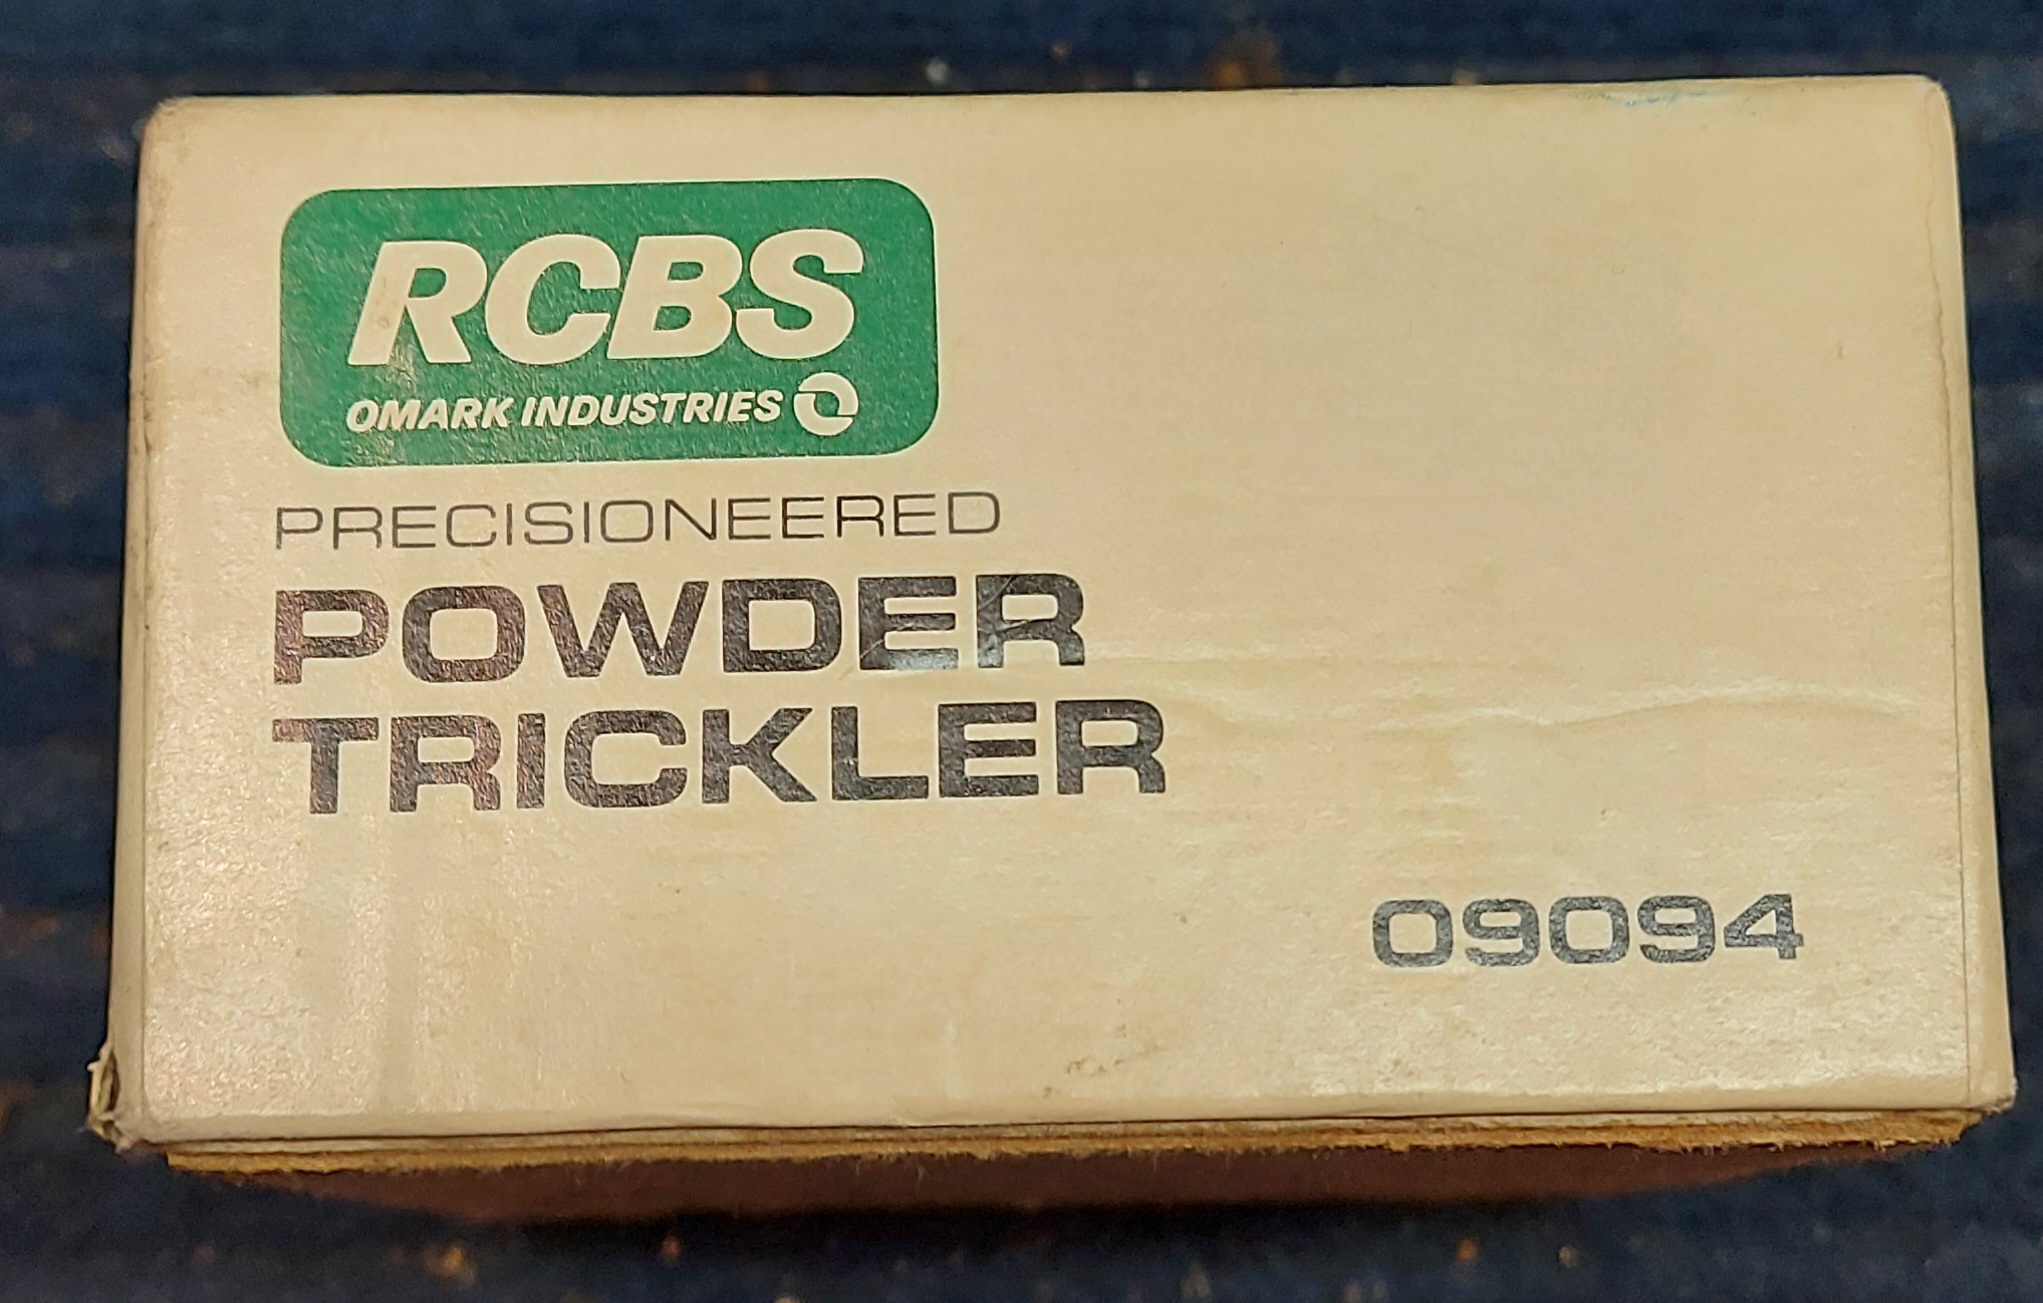 RCBS
OMARK INDUSTRIES
PRECISIONEERED
POWDER
TRICKLER
09094